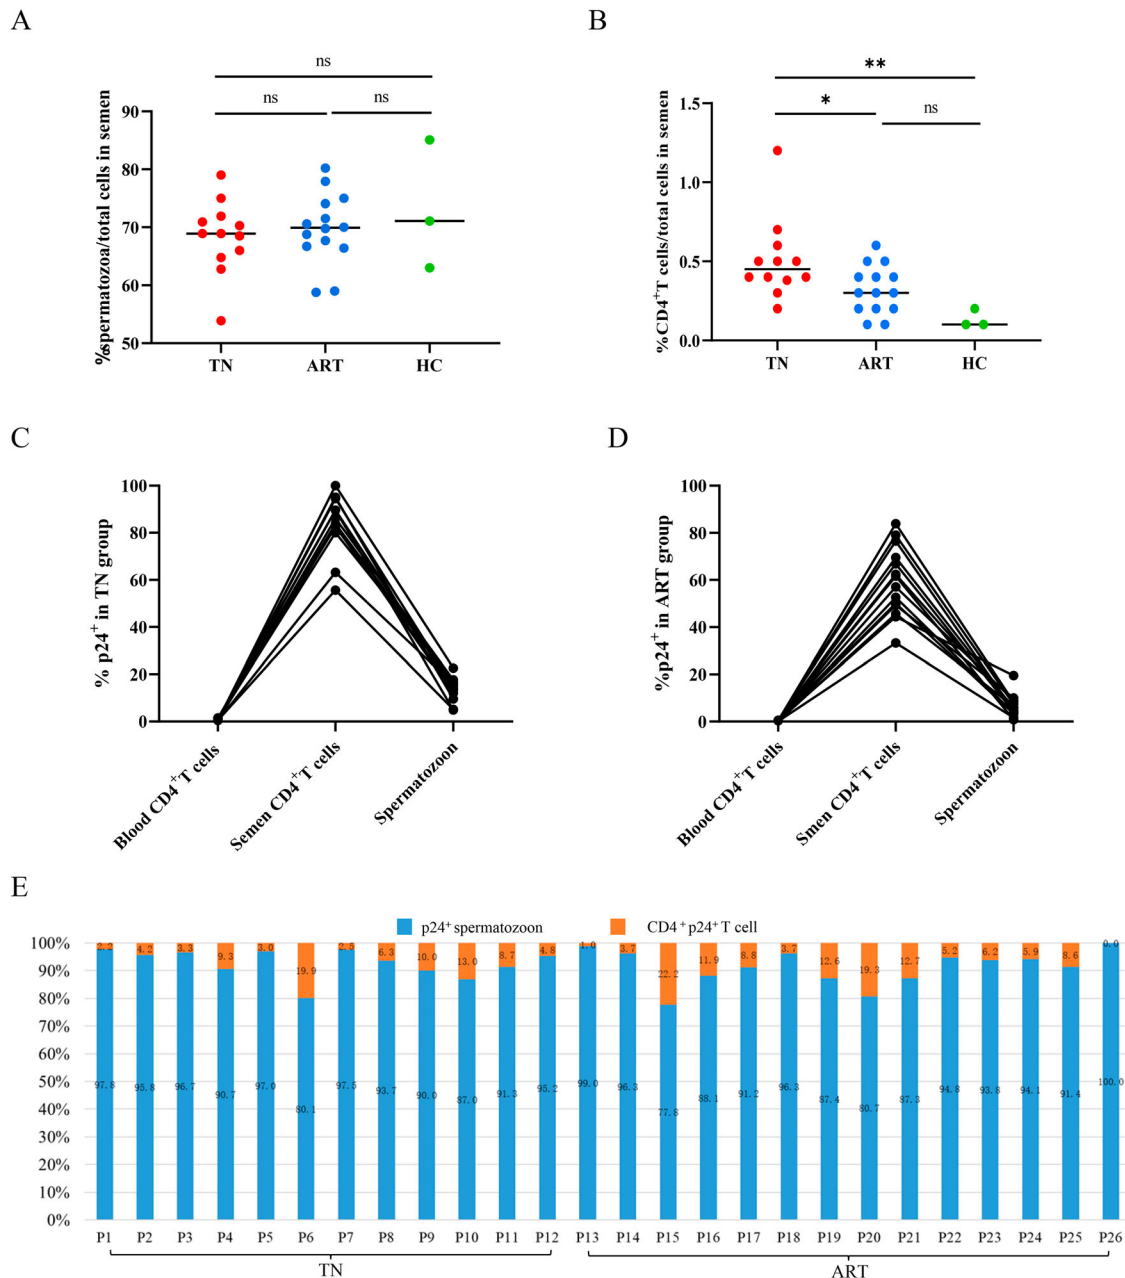 A
ns
ns
ns
%spermatozoa/total cells in semen
90
80
70
60
50
TN ART HC
B
**
*
ns
%CD4⁺T cells/total cells in semen
1.5
1.0
0.5
0.0
TN ART HC
C
% p24⁺ in TN group
100
80
60
40
20
0
Blood CD4⁺T cells
Semen CD4⁺T cells
Spermatozoon
D
%p24⁺ in ART group
100
80
60
40
20
0
Blood CD4⁺T cells
Smen CD4⁺T cells
Spermatozoon
E
p24⁺ spermatozoon CD4⁺ p24⁺ T cell
100%
90%
80%
70%
60%
50%
40%
30%
20%
10%
0%
2.2 4.2 3.3 9.3 3.0 19.9 2.5 6.3 10.0 13.0 8.7 4.8 1.0 3.7 22.2 11.9 8.8 3.7 12.6 19.3 12.7 5.2 6.2 5.9 8.6 0.0
97.8 95.8 96.7 90.7 97.0 80.1 97.5 93.7 90.0 87.0 91.3 95.2 99.0 96.3 77.8 88.1 91.2 96.3 87.4 80.7 87.3 94.8 93.8 94.1 91.4 100.0
P1 P2 P3 P4 P5 P6 P7 P8 P9 P10 P11 P12 P13 P14 P15 P16 P17 P18 P19 P20 P21 P22 P23 P24 P25 P26
TN ART